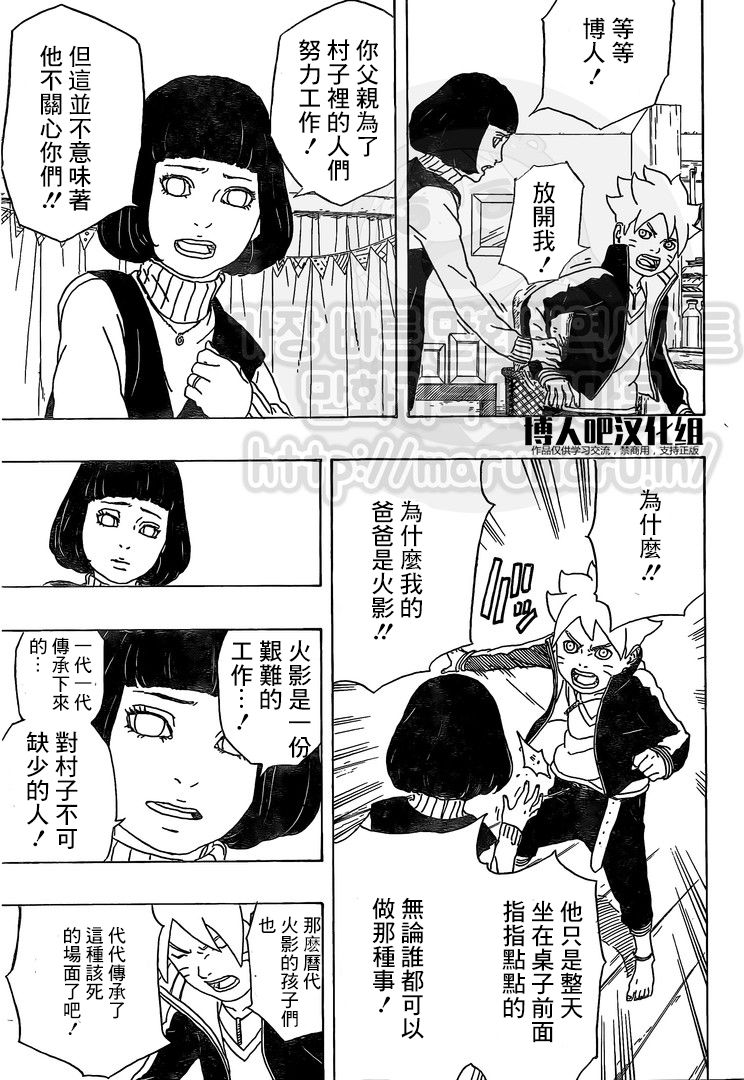 等等
博人！
放開我！
你父親為了
村子裡的人們
努力工作！
但這並不意味著
他不關心你們！！
博人吧汉化组
作品仅供学习交流，禁商用，支持正版
http://maru
為什麼！！
為什麼我的
爸爸是火影！！
他只是整天
坐在桌子前面
指指點點的
無論誰都可以
做那種事！
火影是一份
艱難的
工作…！
一代一代
傳承下來
的…
對村子不可
缺少的人！
那麽曆代
火影的孩子們
也
代代傳承了
這種該死
的場面了吧！